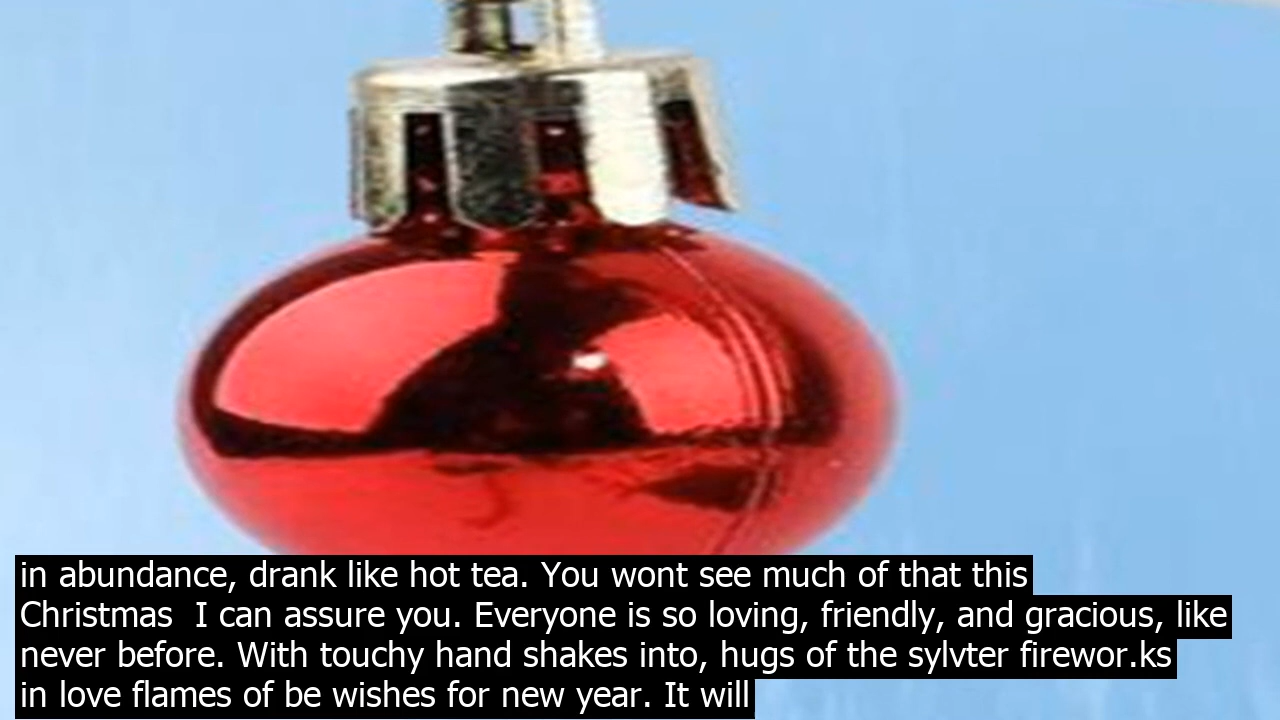 in abundance, drank like hot tea. You wont see much of that this
Christmas  I can assure you. Everyone is so loving, friendly, and gracious, like
never before. With touchy hand shakes into, hugs of the sylvter firewor.ks
in love flames of be wishes for new year. It will